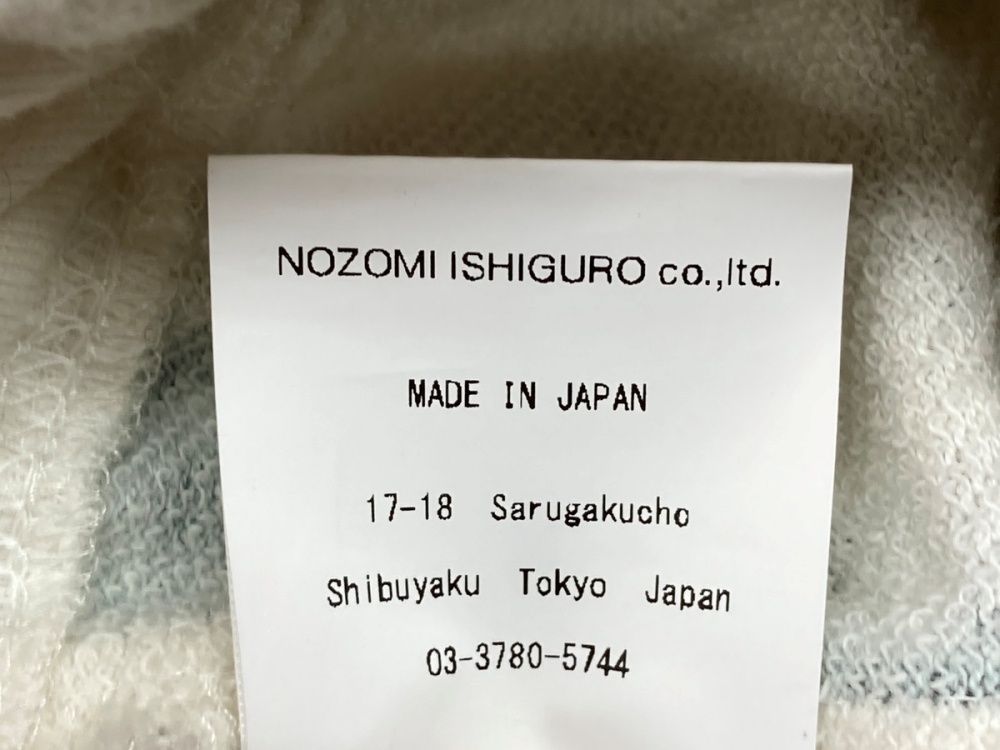 NOZOMI ISHIGURO co.,ltd.
MADE IN JAPAN
17-18 Sarugakucho
Shibuyaku Tokyo Japan
03-3780-5744